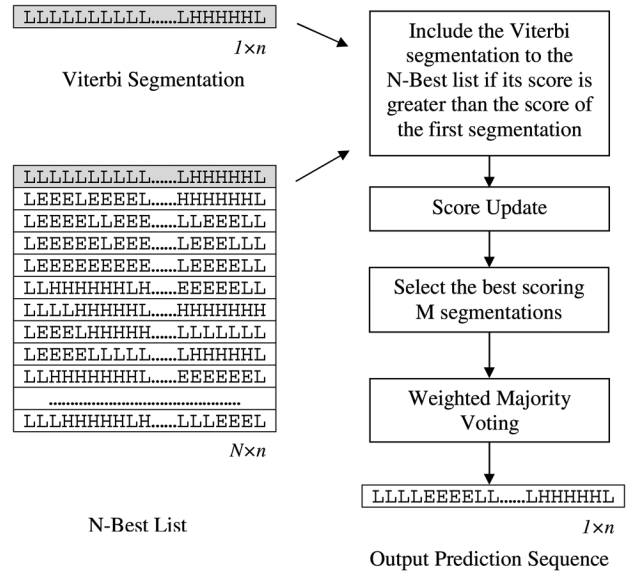 LLLLLLLLLL......LHHHHHL
1×n
Viterbi Segmentation
LLLLLLLLLL......LHHHHHL
LEEELEEEEL......HHHHHHL
LEEEELLEEE......LLEEELL
LEEEEELEEE......LEEELLL
LEEEEEEEEE......LEEEELL
LLHHHHHHLH......EEEEELL
LLLLHHHHHL......HHHHHHH
LEEELHHHHH......LLLLLLL
LEEEELLLLL......LHHHHHL
LLHHHHHHHL......EEEEEEL
................................................
LLLHHHHHLH......LLLEEEL
N×n
N-Best List
Include the Viterbi
segmentation to the
N-Best list if its score is
greater than the score of
the first segmentation
Score Update
Select the best scoring
M segmentations
Weighted Majority
Voting
LLLLEEEELL......LHHHHHL
1×n
Output Prediction Sequence